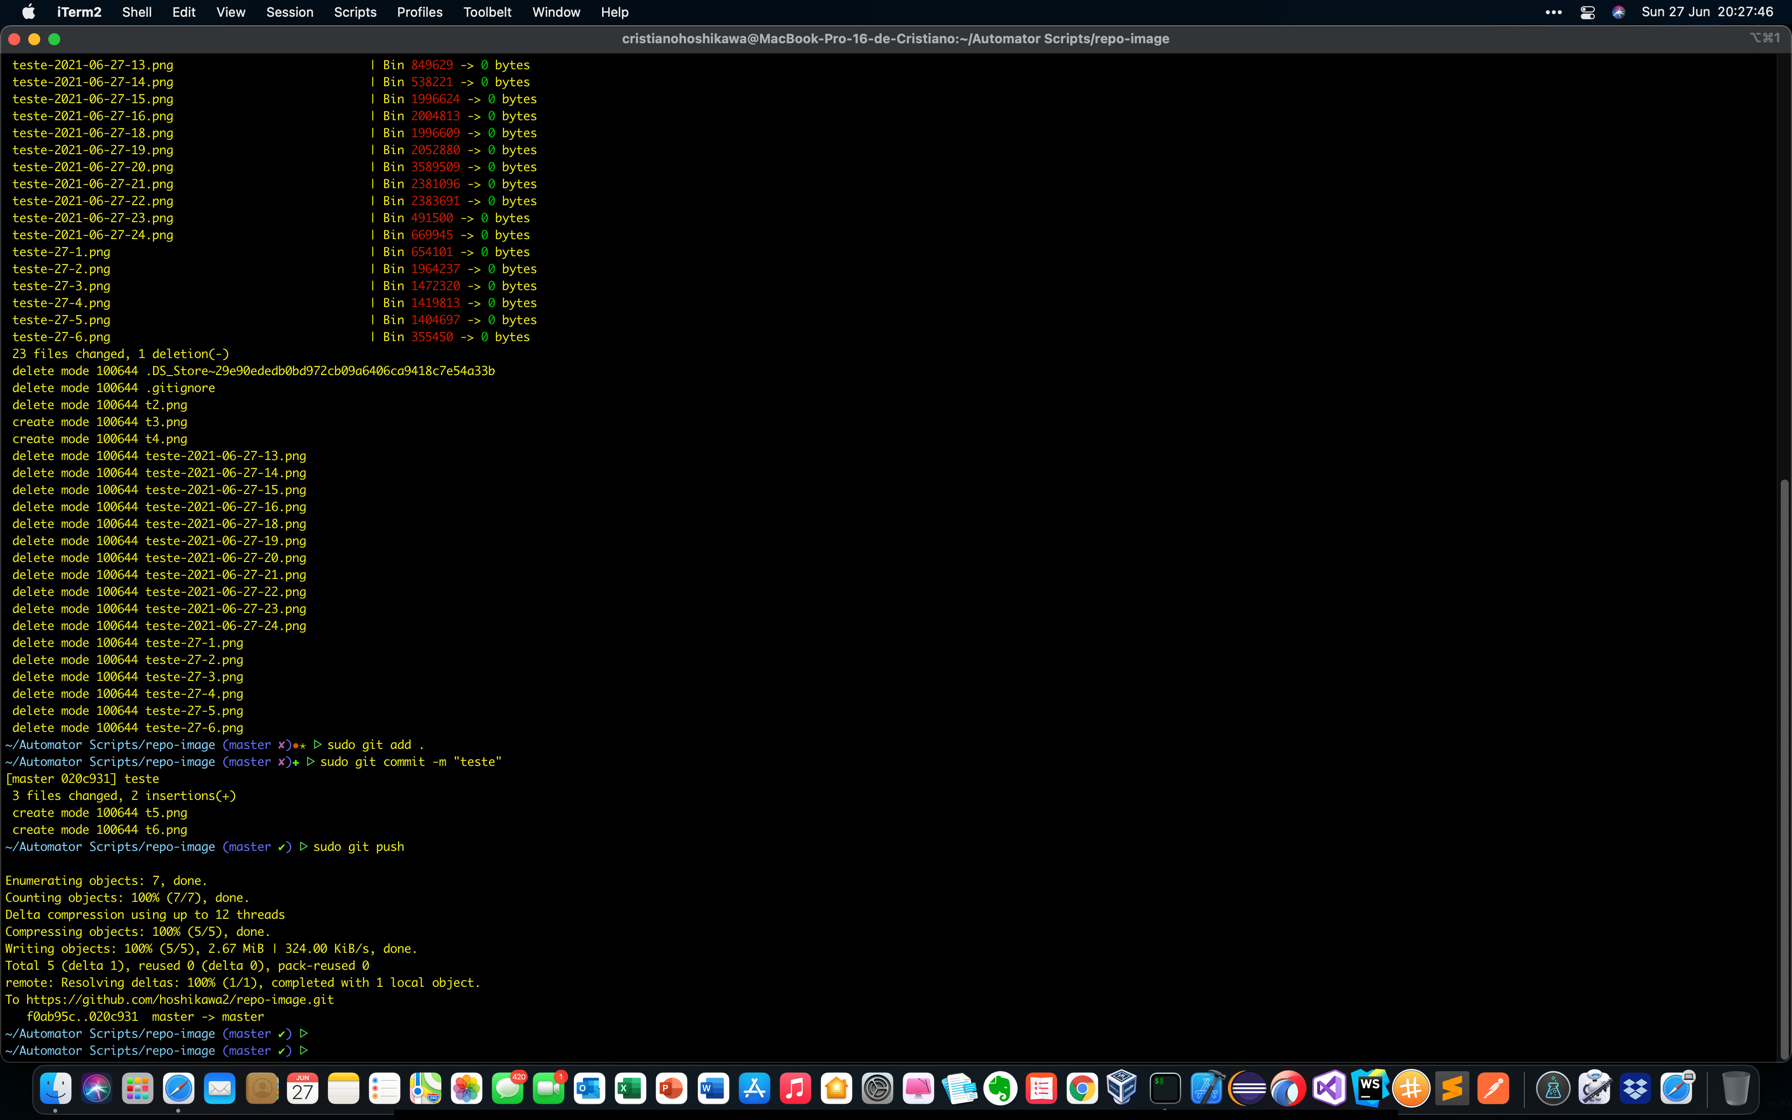 iTerm2 Shell Edit View Session Scripts Profiles Toolbelt Window Help Sun 27 Jun 20:27:46
cristianohoshikawa@MacBook-Pro-16-de-Cristiano:~/Automator Scripts/repo-image ⌥⌘1
teste-2021-06-27-13.png | Bin 849629 -> 0 bytes
teste-2021-06-27-14.png | Bin 538221 -> 0 bytes
teste-2021-06-27-15.png | Bin 1996624 -> 0 bytes
teste-2021-06-27-16.png | Bin 2004813 -> 0 bytes
teste-2021-06-27-18.png | Bin 1996609 -> 0 bytes
teste-2021-06-27-19.png | Bin 2052880 -> 0 bytes
teste-2021-06-27-20.png | Bin 3589509 -> 0 bytes
teste-2021-06-27-21.png | Bin 2381096 -> 0 bytes
teste-2021-06-27-22.png | Bin 2383691 -> 0 bytes
teste-2021-06-27-23.png | Bin 491500 -> 0 bytes
teste-2021-06-27-24.png | Bin 669945 -> 0 bytes
teste-27-1.png | Bin 654101 -> 0 bytes
teste-27-2.png | Bin 1964237 -> 0 bytes
teste-27-3.png | Bin 1472320 -> 0 bytes
teste-27-4.png | Bin 1419813 -> 0 bytes
teste-27-5.png | Bin 1404697 -> 0 bytes
teste-27-6.png | Bin 355450 -> 0 bytes
23 files changed, 1 deletion(-)
delete mode 100644 .DS_Store~29e90ededb0bd972cb09a6406ca9418c7e54a33b
delete mode 100644 .gitignore
delete mode 100644 t2.png
create mode 100644 t3.png
create mode 100644 t4.png
delete mode 100644 teste-2021-06-27-13.png
delete mode 100644 teste-2021-06-27-14.png
delete mode 100644 teste-2021-06-27-15.png
delete mode 100644 teste-2021-06-27-16.png
delete mode 100644 teste-2021-06-27-18.png
delete mode 100644 teste-2021-06-27-19.png
delete mode 100644 teste-2021-06-27-20.png
delete mode 100644 teste-2021-06-27-21.png
delete mode 100644 teste-2021-06-27-22.png
delete mode 100644 teste-2021-06-27-23.png
delete mode 100644 teste-2021-06-27-24.png
delete mode 100644 teste-27-1.png
delete mode 100644 teste-27-2.png
delete mode 100644 teste-27-3.png
delete mode 100644 teste-27-4.png
delete mode 100644 teste-27-5.png
delete mode 100644 teste-27-6.png
~/Automator Scripts/repo-image (master ✘)●★ ▷ sudo git add .
~/Automator Scripts/repo-image (master ✘)✚ ▷ sudo git commit -m "teste"
[master 020c931] teste
3 files changed, 2 insertions(+)
create mode 100644 t5.png
create mode 100644 t6.png
~/Automator Scripts/repo-image (master ✔) ▷ sudo git push
Enumerating objects: 7, done.
Counting objects: 100% (7/7), done.
Delta compression using up to 12 threads
Compressing objects: 100% (5/5), done.
Writing objects: 100% (5/5), 2.67 MiB | 324.00 KiB/s, done.
Total 5 (delta 1), reused 0 (delta 0), pack-reused 0
remote: Resolving deltas: 100% (1/1), completed with 1 local object.
To https://github.com/hoshikawa2/repo-image.git
f0ab95c..020c931 master -> master
~/Automator Scripts/repo-image (master ✔) ▷
~/Automator Scripts/repo-image (master ✔) ▷
JUN
27
420
1
WS